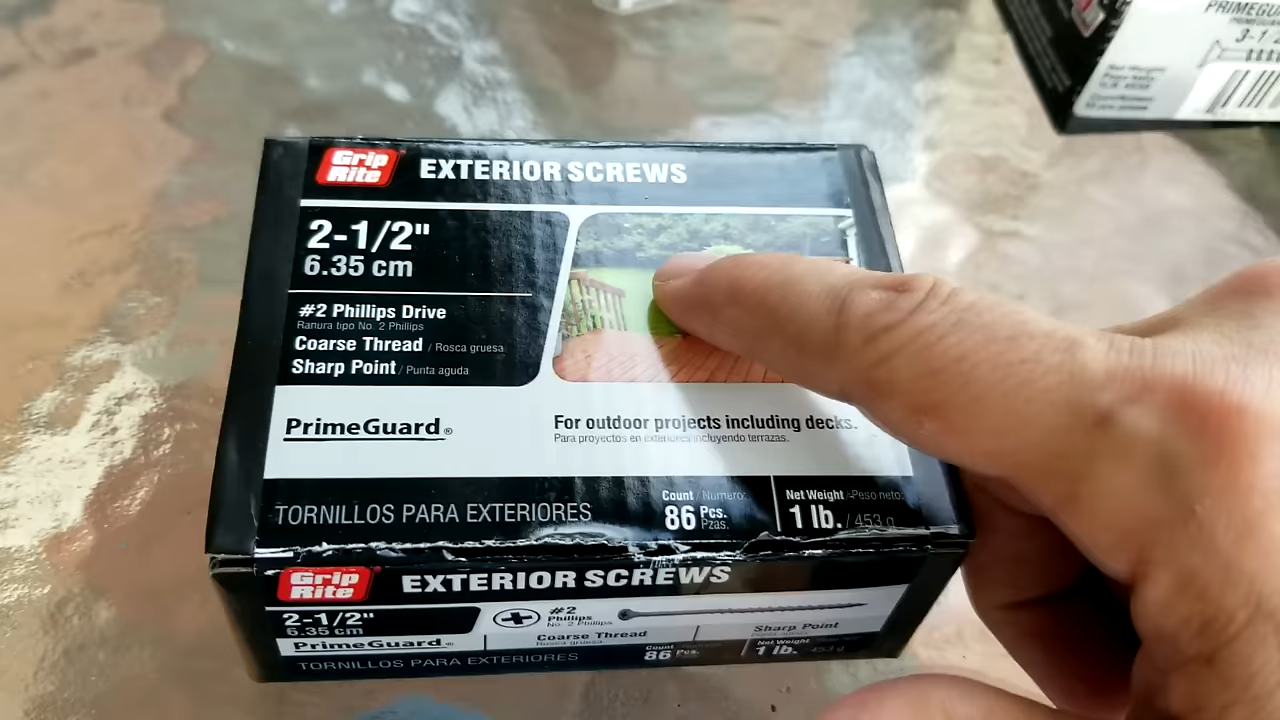 PRIMEGU
3-1
Net Weight
Grip Rite EXTERIOR SCREWS
2-1/2"
6.35 cm
#2 Phillips Drive
Ranura tipo No. 2 Phillips
Coarse Thread / Rosca gruesa
Sharp Point / Punta aguda
PrimeGuard®
For outdoor projects including decks.
Para proyectos en exteriores incluyendo terrazas.
TORNILLOS PARA EXTERIORES
Count / Numero:
86 Pcs.
Pzas.
Net Weight / Peso neto:
1 lb. / 453 g
Grip Rite EXTERIOR SCREWS
2-1/2"
6.35 cm
#2
Phillips
No. 2 Phillips
PrimeGuard®
Coarse Thread
Rosca gruesa
Sharp Point
TORNILLOS PARA EXTERIORES
Count
86 Pcs.
Net Weight
1 lb. / 453 g